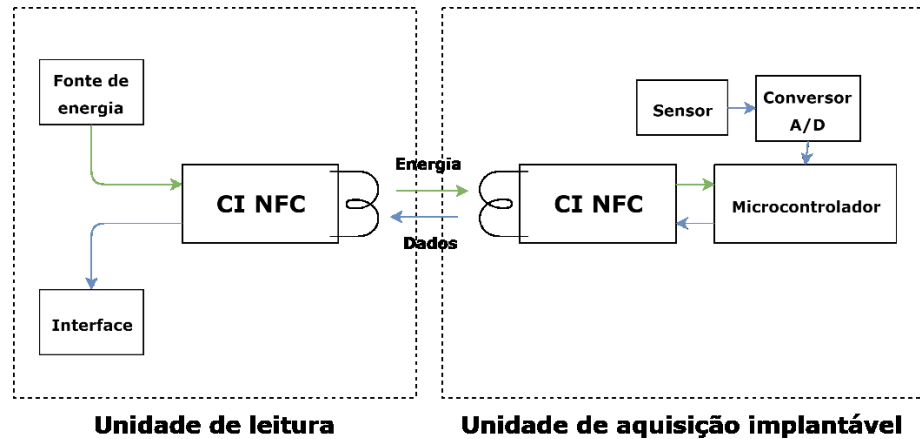 Fonte de
energia
CI NFC
Interface
Energia
Dados
CI NFC
Sensor
Conversor
A/D
Microcontrolador
Unidade de leitura
Unidade de aquisição implantável